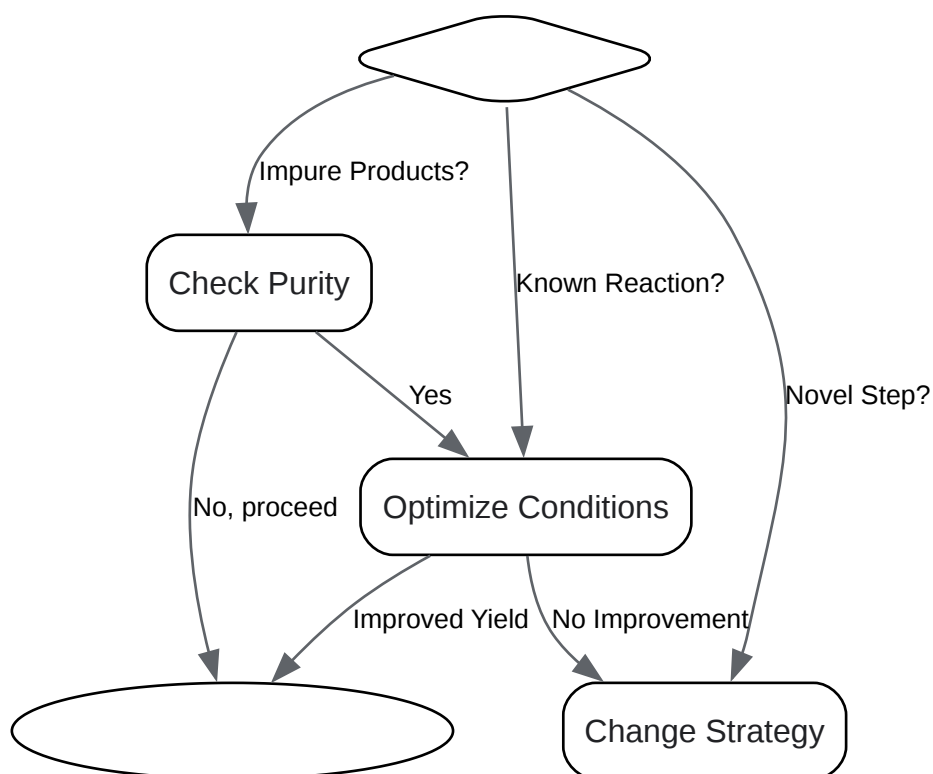 Impure Products?
Check Purity
Known Reaction?
Yes
Novel Step?
No, proceed
Optimize Conditions
Improved Yield
No Improvement
Change Strategy